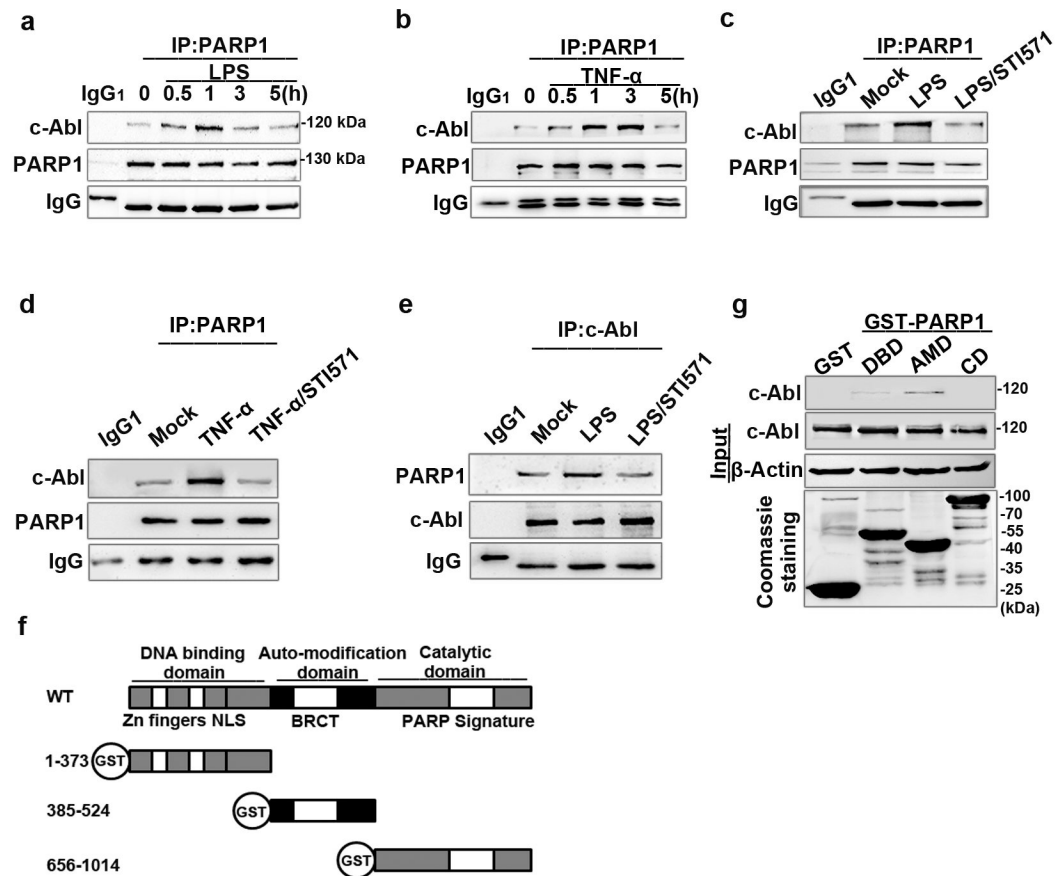 a
IP:PARP1
LPS
IgG1 0 0.5 1 3 5(h)
c-Abl
-120 kDa
PARP1
-130 kDa
IgG
b
IP:PARP1
TNF-α
IgG1 0 0.5 1 3 5(h)
c-Abl
PARP1
IgG
c
IP:PARP1
IgG1 Mock LPS LPS/STI571
c-Abl
PARP1
IgG
d
IP:PARP1
IgG1 Mock TNF-α TNF-α/STI571
c-Abl
PARP1
IgG
e
IP:c-Abl
IgG1 Mock LPS LPS/STI571
PARP1
c-Abl
IgG
g
GST-PARP1
GST DBD AMD CD
c-Abl
-120
Input
c-Abl
-120
β-Actin
Coomassie
staining
-100
-70
-55
-40
-35
-25
(kDa)
f
DNA binding
domain
Auto-modification
domain
Catalytic
domain
WT
Zn fingers NLS BRCT PARP Signature
1-373 GST
385-524 GST
656-1014 GST